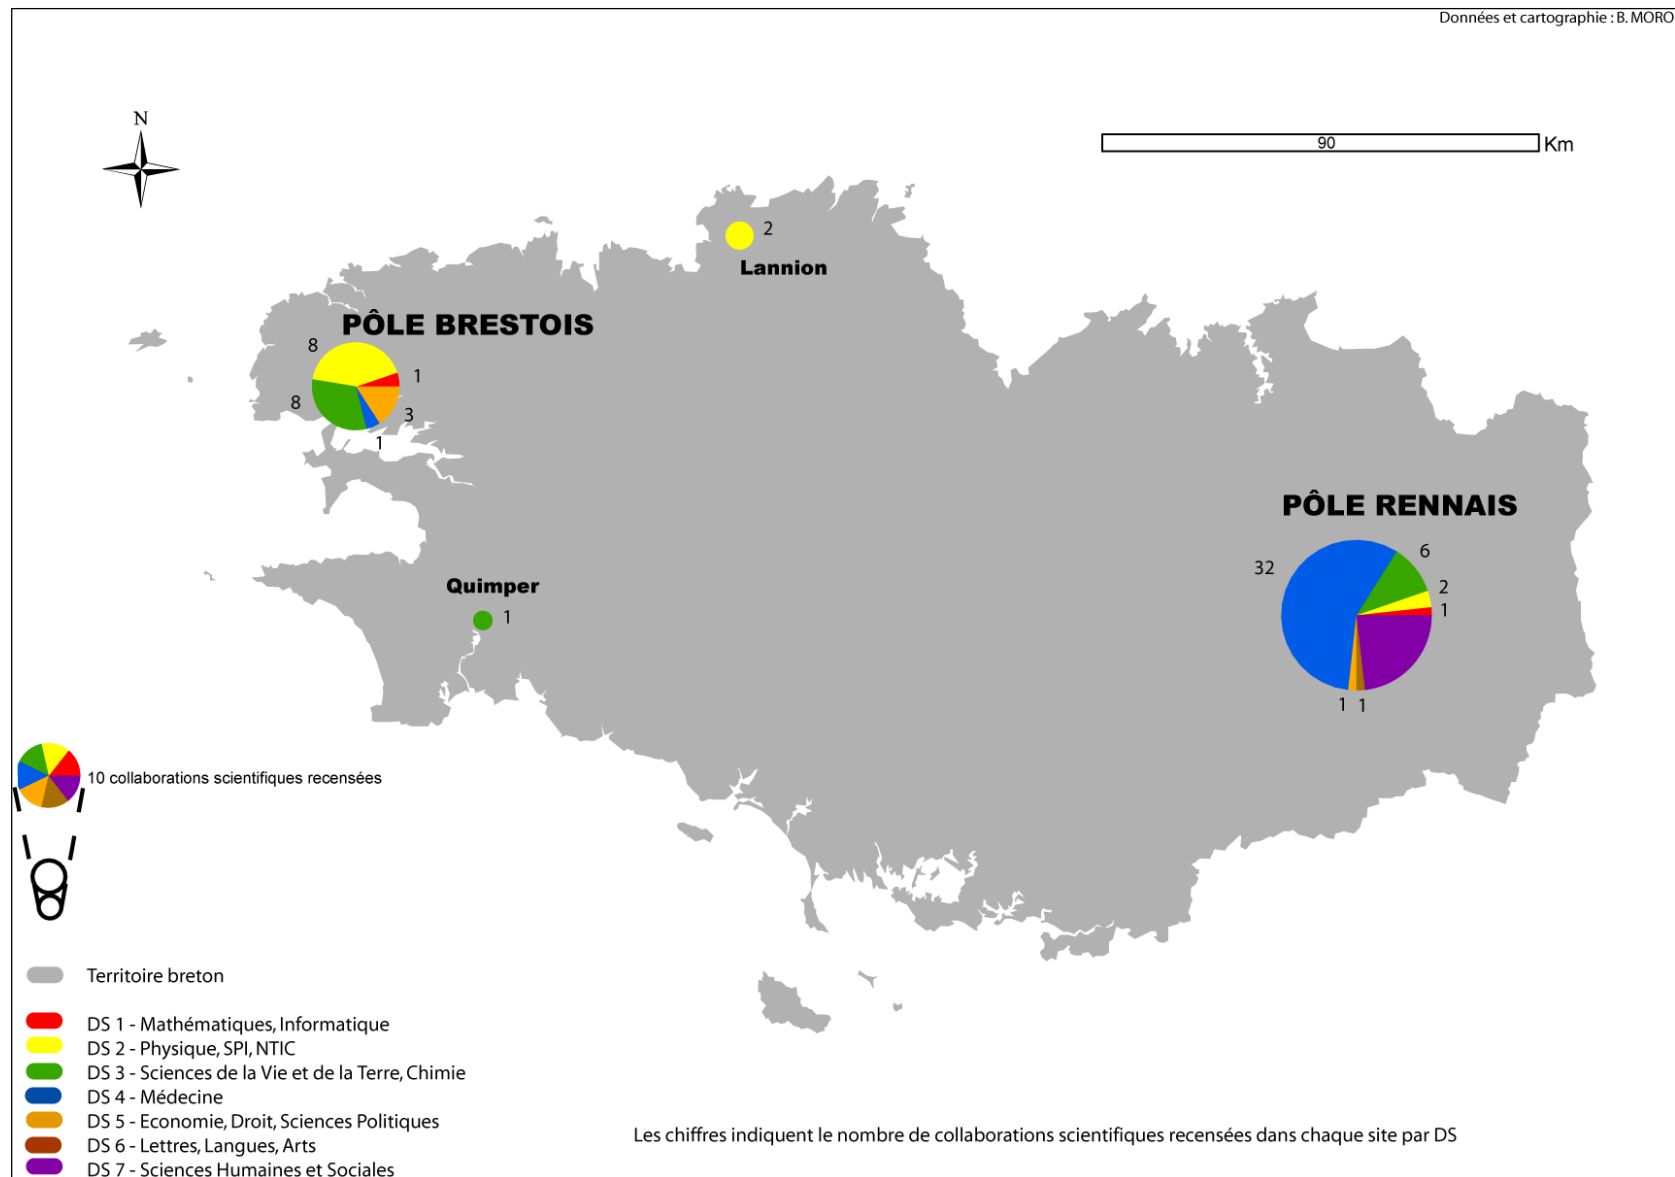 Données et cartographie : B. MORO
N
90
Km
2
Lannion
PÔLE BRESTOIS
8
1
8
3
1
PÔLE RENNAIS
32
6
2
1
1
1
Quimper
1
10 collaborations scientifiques recensées
Territoire breton
DS 1 - Mathématiques, Informatique
DS 2 - Physique, SPI, NTIC
DS 3 - Sciences de la Vie et de la Terre, Chimie
DS 4 - Médecine
DS 5 - Economie, Droit, Sciences Politiques
DS 6 - Lettres, Langues, Arts
DS 7 - Sciences Humaines et Sociales
Les chiffres indiquent le nombre de collaborations scientifiques recensées dans chaque site par DS